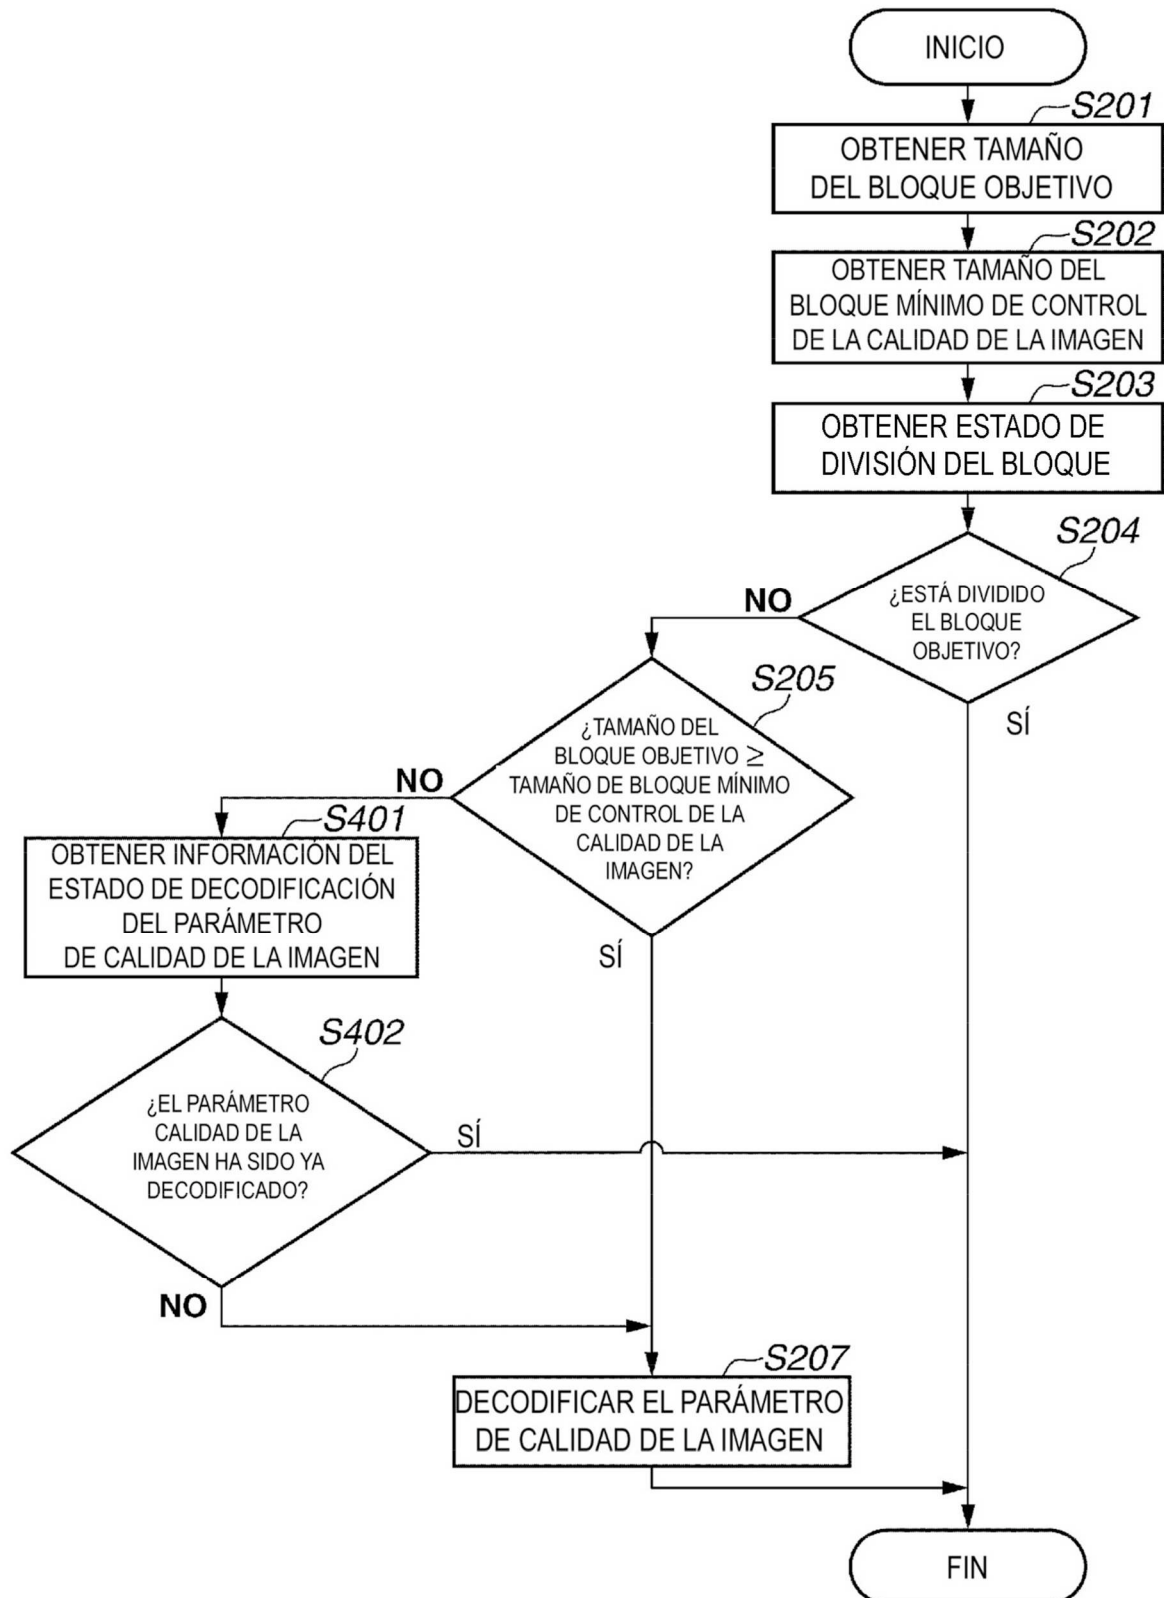 INICIO
S201
OBTENER TAMAÑO
DEL BLOQUE OBJETIVO
S202
OBTENER TAMAÑO DEL
BLOQUE MÍNIMO DE CONTROL
DE LA CALIDAD DE LA IMAGEN
S203
OBTENER ESTADO DE
DIVISIÓN DEL BLOQUE
S204
¿ESTÁ DIVIDIDO
EL BLOQUE
OBJETIVO?
NO
SÍ
S205
¿TAMAÑO DEL
BLOQUE OBJETIVO ≥
TAMAÑO DE BLOQUE MÍNIMO
DE CONTROL DE LA
CALIDAD DE LA
IMAGEN?
NO
SÍ
S401
OBTENER INFORMACIÓN DEL
ESTADO DE DECODIFICACIÓN
DEL PARÁMETRO
DE CALIDAD DE LA IMAGEN
S402
¿EL PARÁMETRO
CALIDAD DE LA
IMAGEN HA SIDO YA
DECODIFICADO?
SÍ
NO
S207
DECODIFICAR EL PARÁMETRO
DE CALIDAD DE LA IMAGEN
FIN